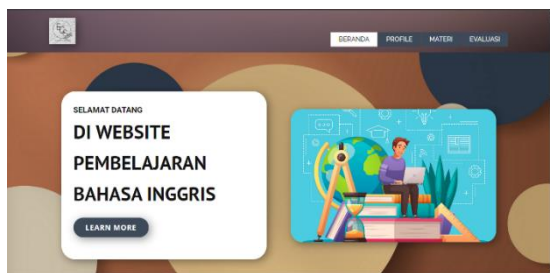 BERANDA PROFILE MATERI EVALUASI
SELAMAT DATANG
DI WEBSITE
PEMBELAJARAN
BAHASA INGGRIS
LEARN MORE